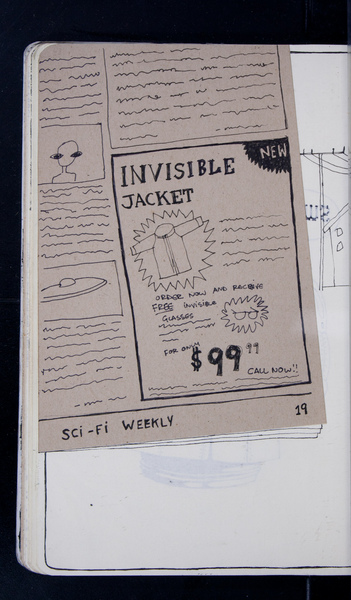 NEW
INVISIBLE
JACKET
ORDER NOW AND RECEIVE
FREE INVISIBLE
GLASSES
FOR ONLY
$99.99
CALL NOW!!
SCI-FI WEEKLY.
19